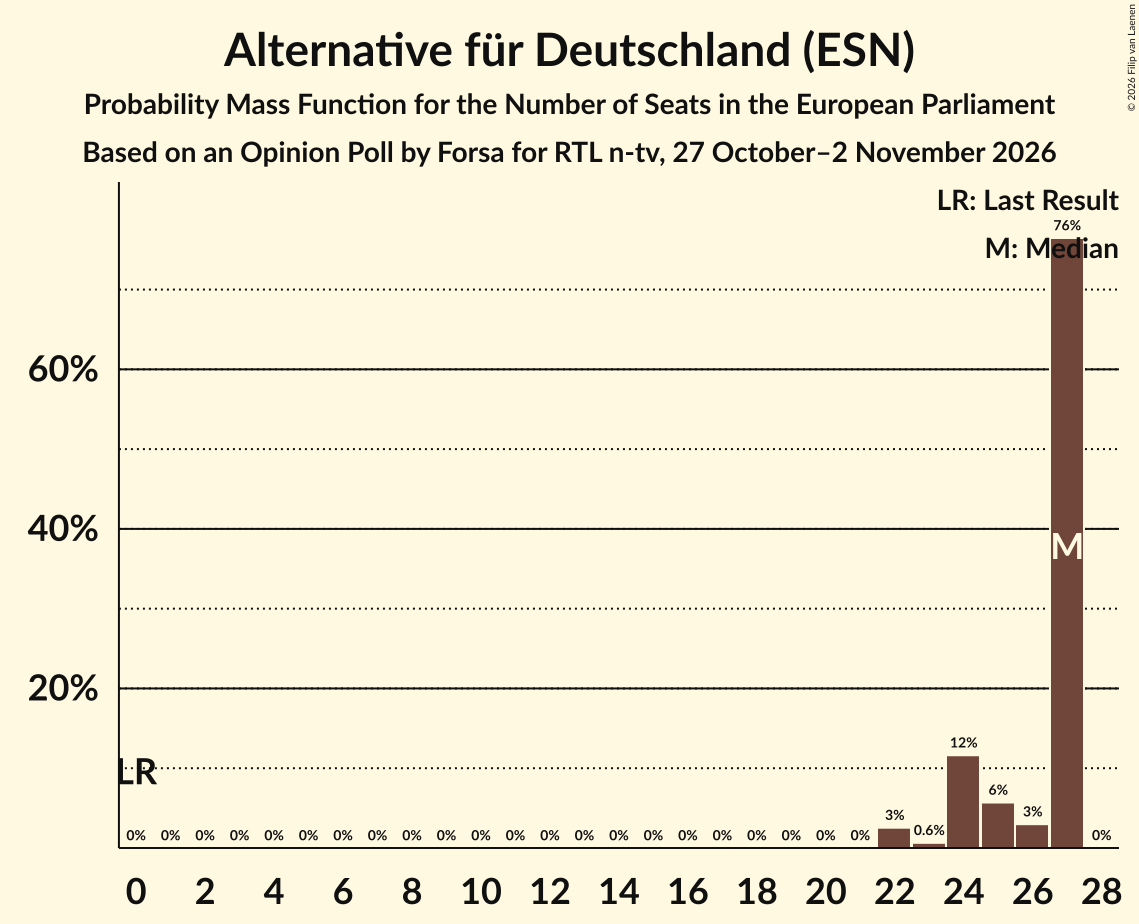 Alternative für Deutschland (ESN)
Probability Mass Function for the Number of Seats in the European Parliament
Based on an Opinion Poll by Forsa for RTL n-tv, 27 October–2 November 2026
© 2026 Filip van Laenen
LR: Last Result
76%
M: Median
60%
40%
M
20%
12%
LR
6%
3%
3%
0.6%
0% 0% 0% 0% 0% 0% 0% 0% 0% 0% 0% 0% 0% 0% 0% 0% 0% 0% 0% 0% 0% 0% 0%
0 2 4 6 8 10 12 14 16 18 20 22 24 26 28